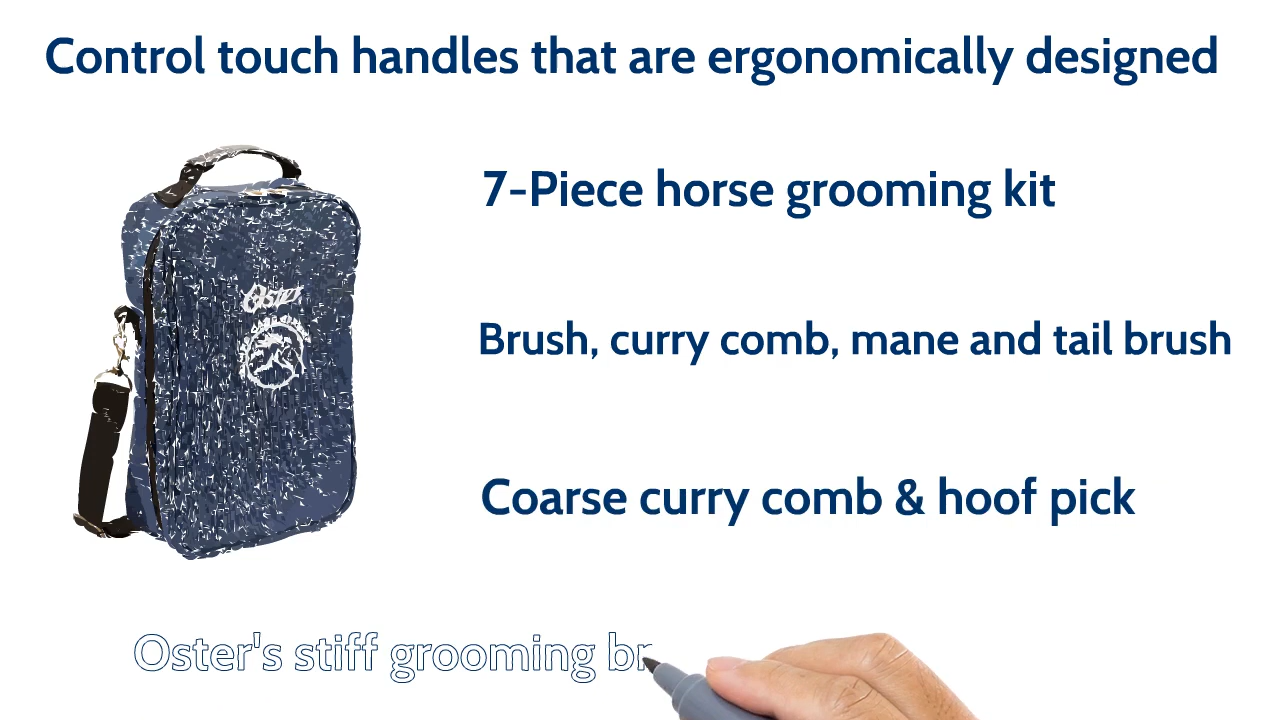 Control touch handles that are ergonomically designed
7-Piece horse grooming kit
Oster
Brush, curry comb, mane and tail brush
Coarse curry comb & hoof pick
Oster's stiff grooming br